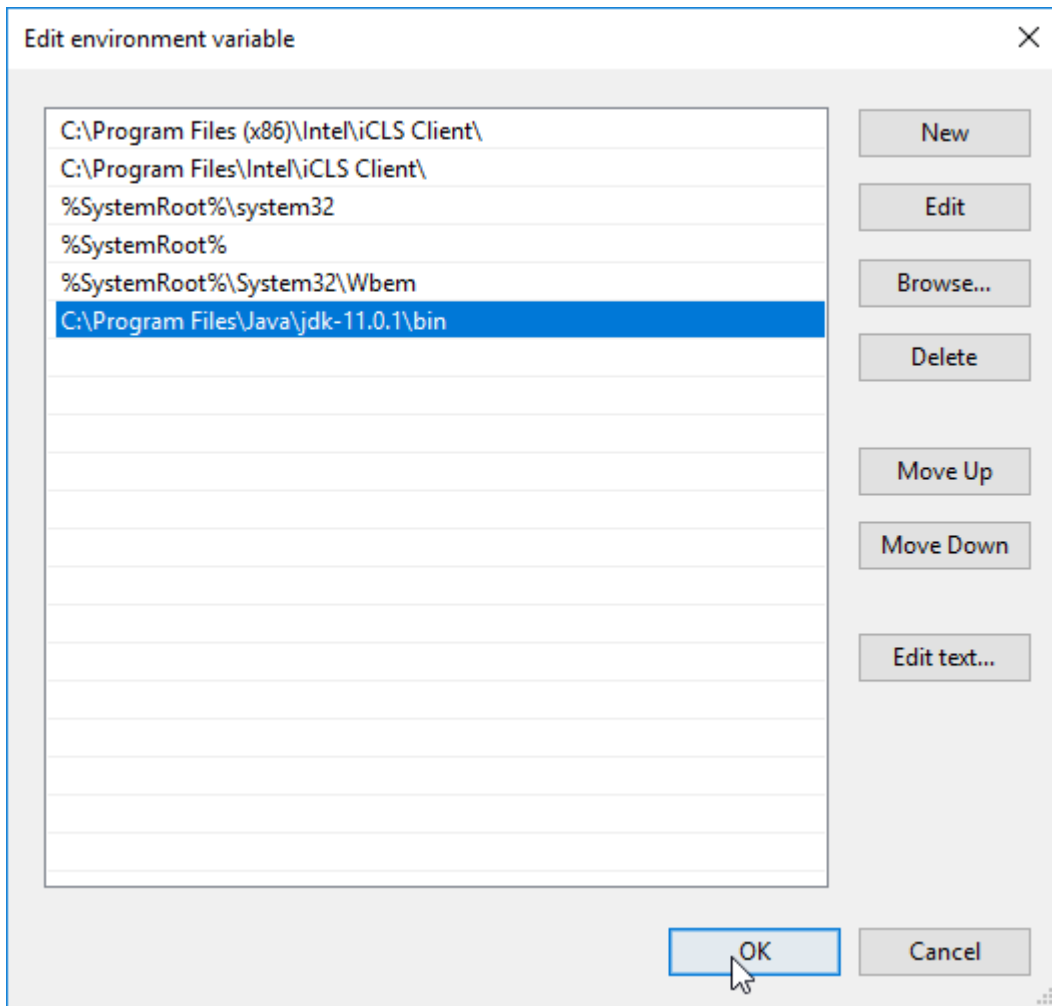 Edit environment variable
C:\Program Files (x86)\Intel\iCLS Client\
C:\Program Files\Intel\iCLS Client\
%SystemRoot%\system32
%SystemRoot%
%SystemRoot%\System32\Wbem
C:\Program Files\Java\jdk-11.0.1\bin
New
Edit
Browse...
Delete
Move Up
Move Down
Edit text...
OK
Cancel